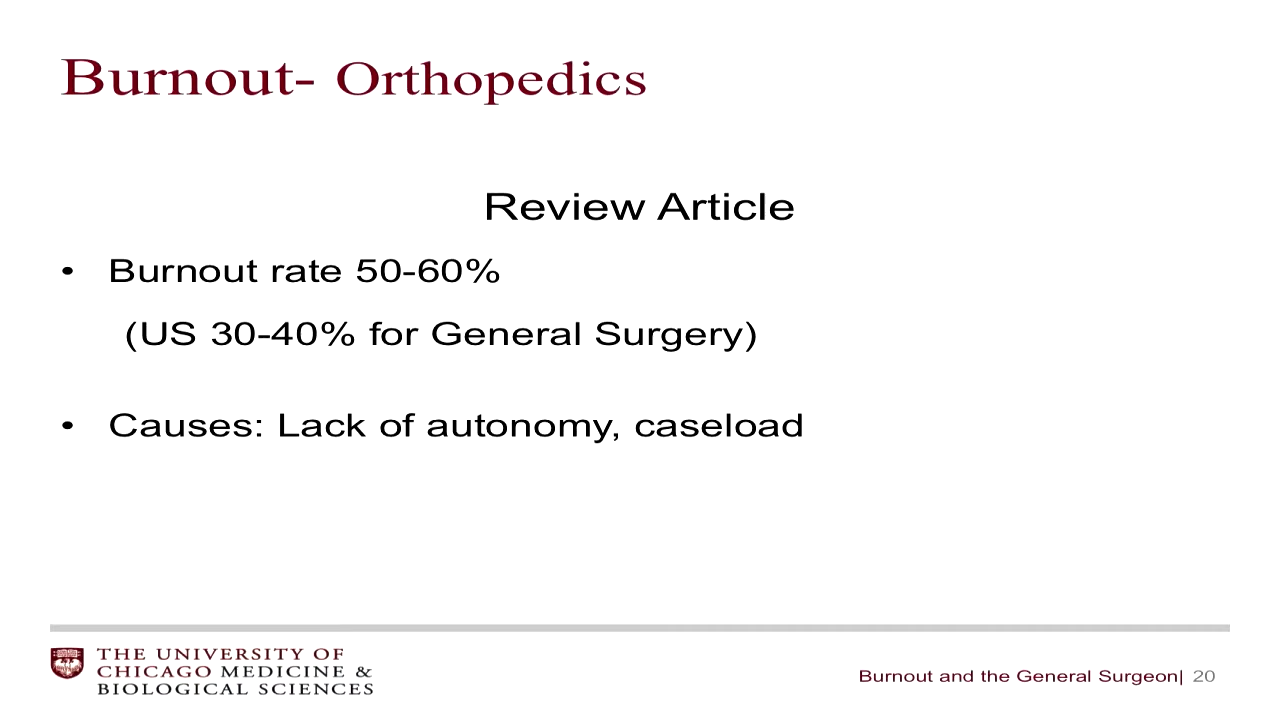 Burnout- Orthopedics
Review Article
• Burnout rate 50-60%
(US 30-40% for General Surgery)
• Causes: Lack of autonomy, caseload
THE UNIVERSITY OF
CHICAGO MEDICINE &
BIOLOGICAL SCIENCES
Burnout and the General Surgeon| 20